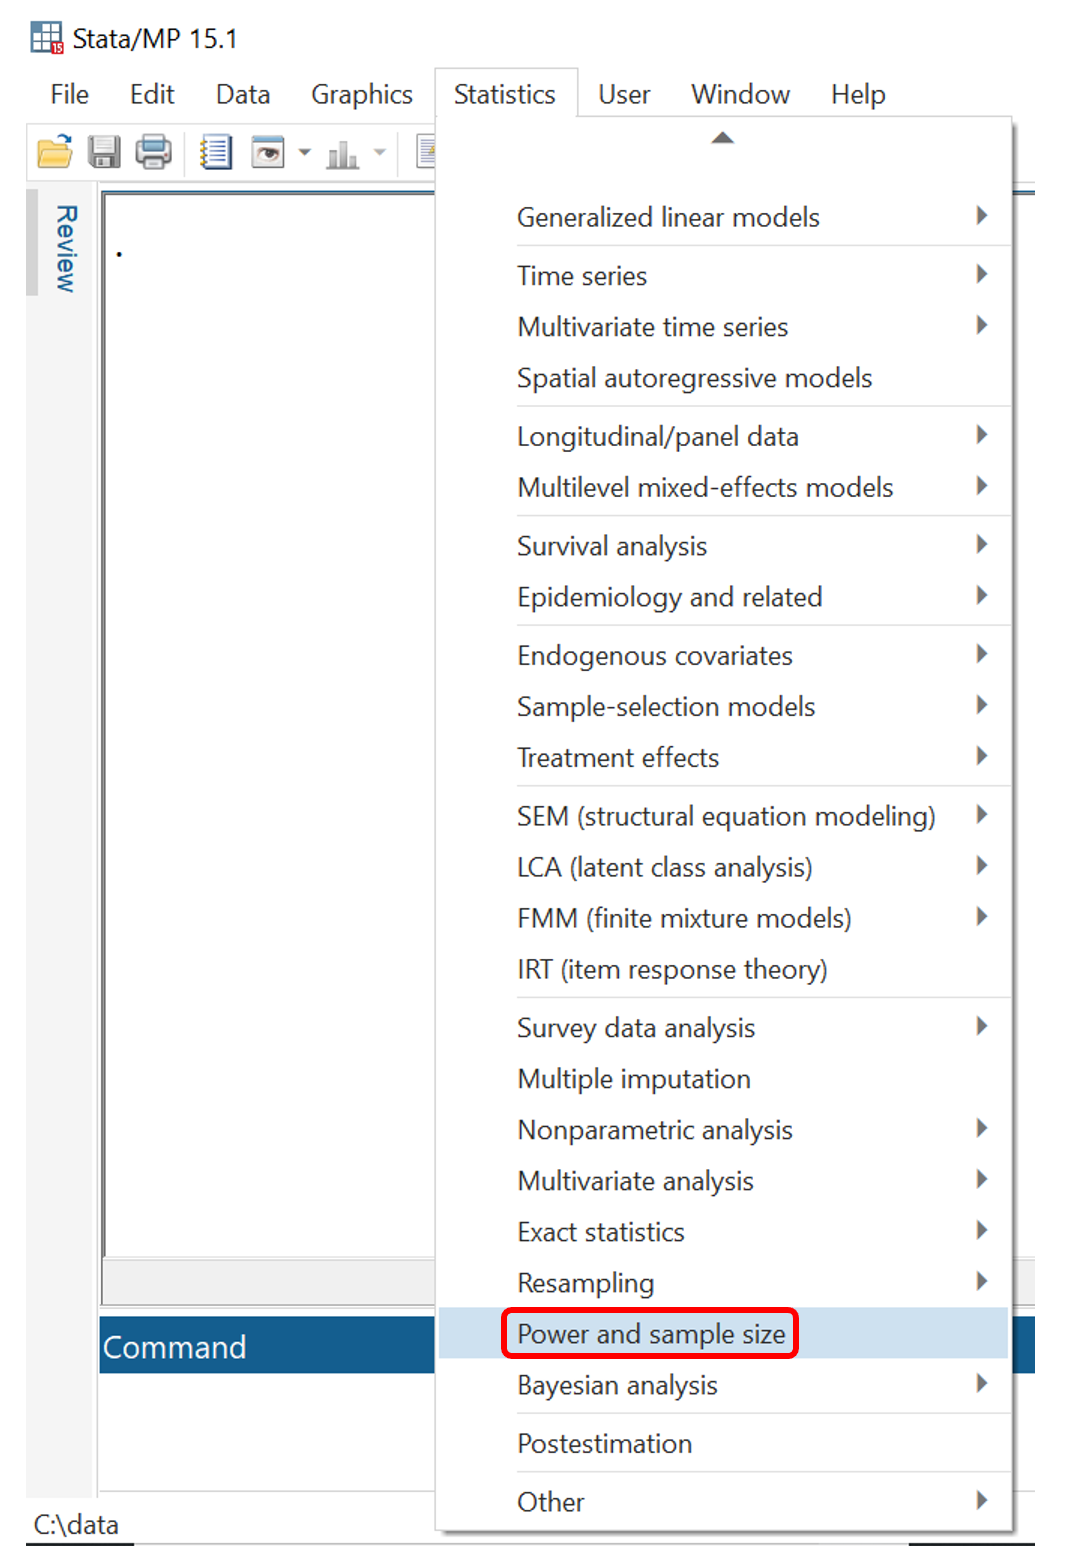 Stata/MP 15.1
File Edit Data Graphics Statistics User Window Help
Review
.
Generalized linear models
Time series
Multivariate time series
Spatial autoregressive models
Longitudinal/panel data
Multilevel mixed-effects models
Survival analysis
Epidemiology and related
Endogenous covariates
Sample-selection models
Treatment effects
SEM (structural equation modeling)
LCA (latent class analysis)
FMM (finite mixture models)
IRT (item response theory)
Survey data analysis
Multiple imputation
Nonparametric analysis
Multivariate analysis
Exact statistics
Resampling
Power and sample size
Bayesian analysis
Postestimation
Other
Command
C:\data